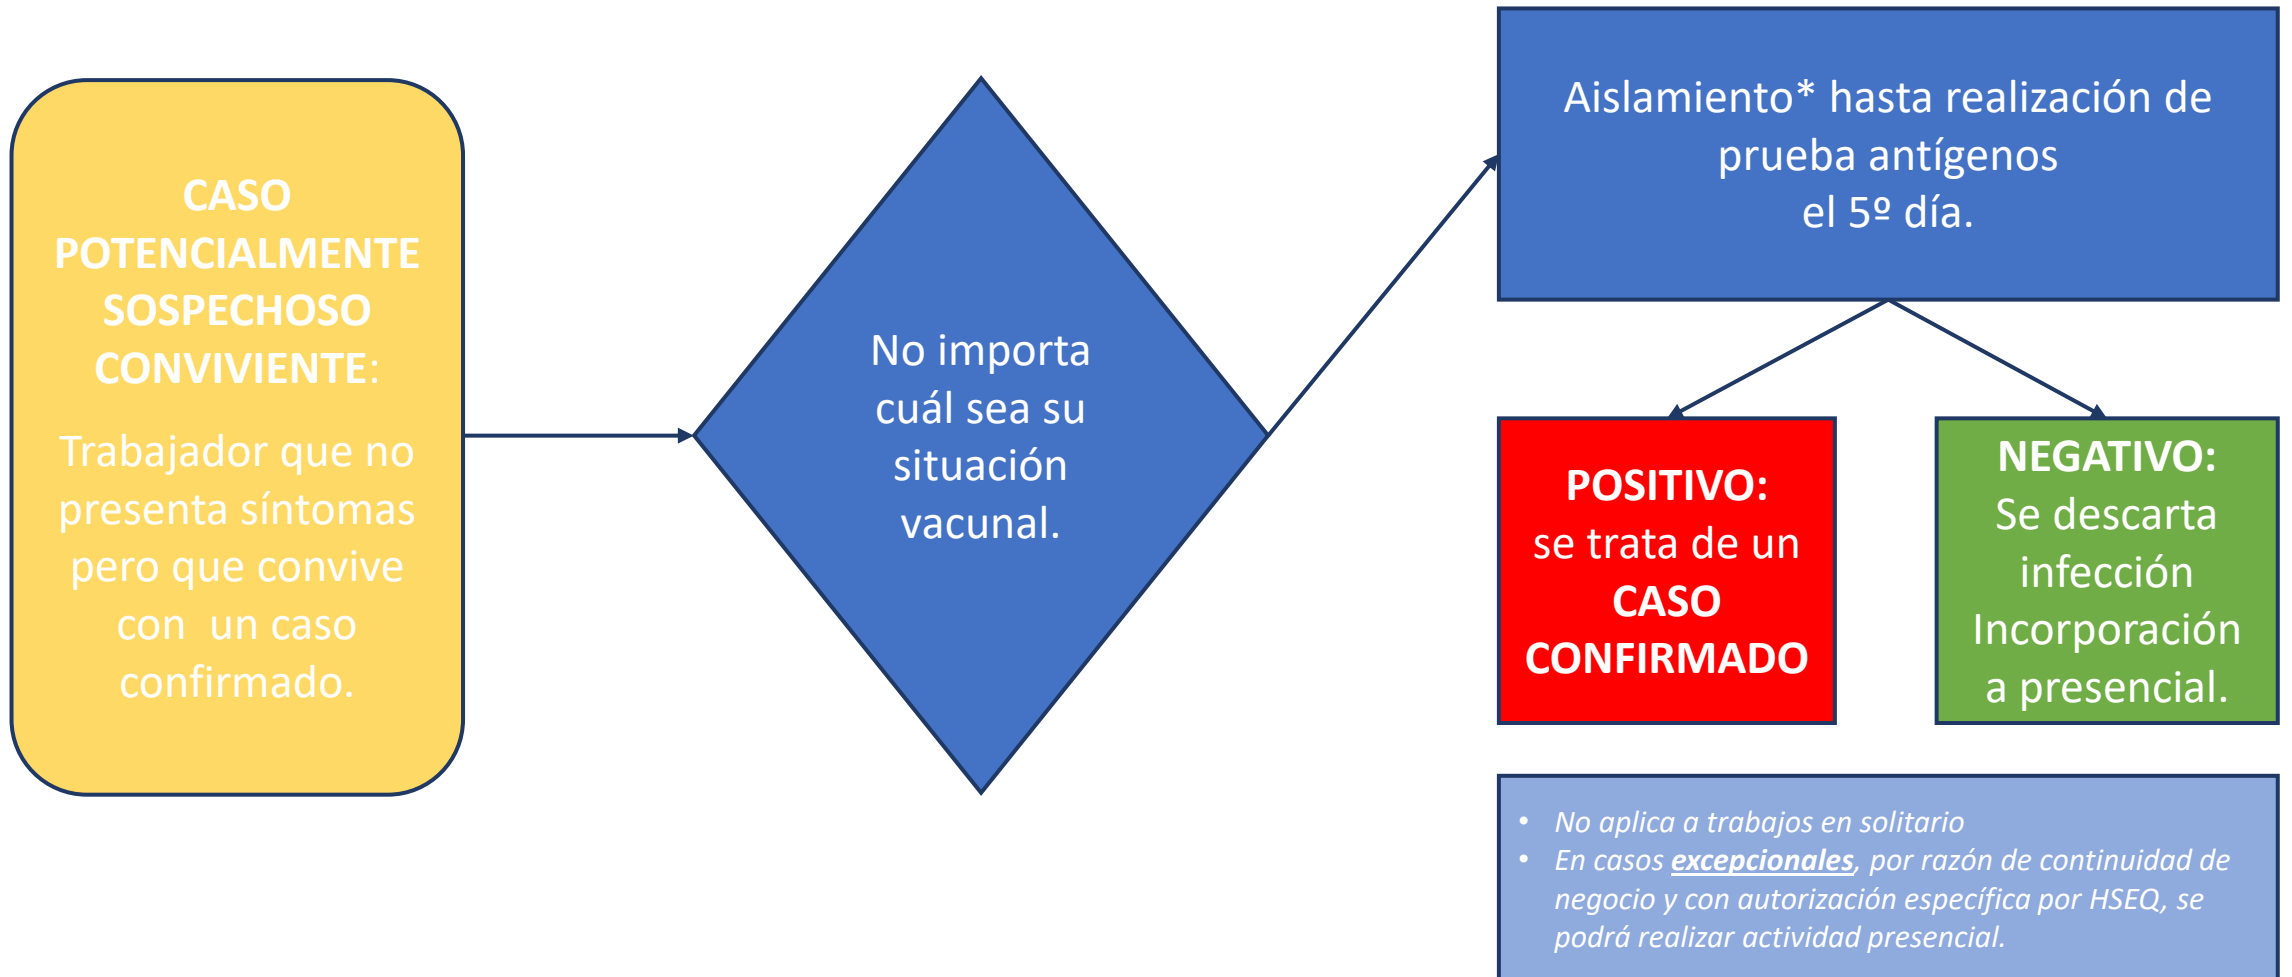 CASO
POTENCIALMENTE
SOSPECHOSO
CONVIVIENTE:
Trabajador que no
presenta síntomas
pero que convive
con un caso
confirmado.
No importa
cuál sea su
situación
vacunal.
Aislamiento* hasta realización de
prueba antígenos
el 5º día.
POSITIVO:
se trata de un
CASO
CONFIRMADO
NEGATIVO:
Se descarta
infección
Incorporación
a presencial.
• No aplica a trabajos en solitario
• En casos excepcionales, por razón de continuidad de
negocio y con autorización específica por HSEQ, se
podrá realizar actividad presencial.